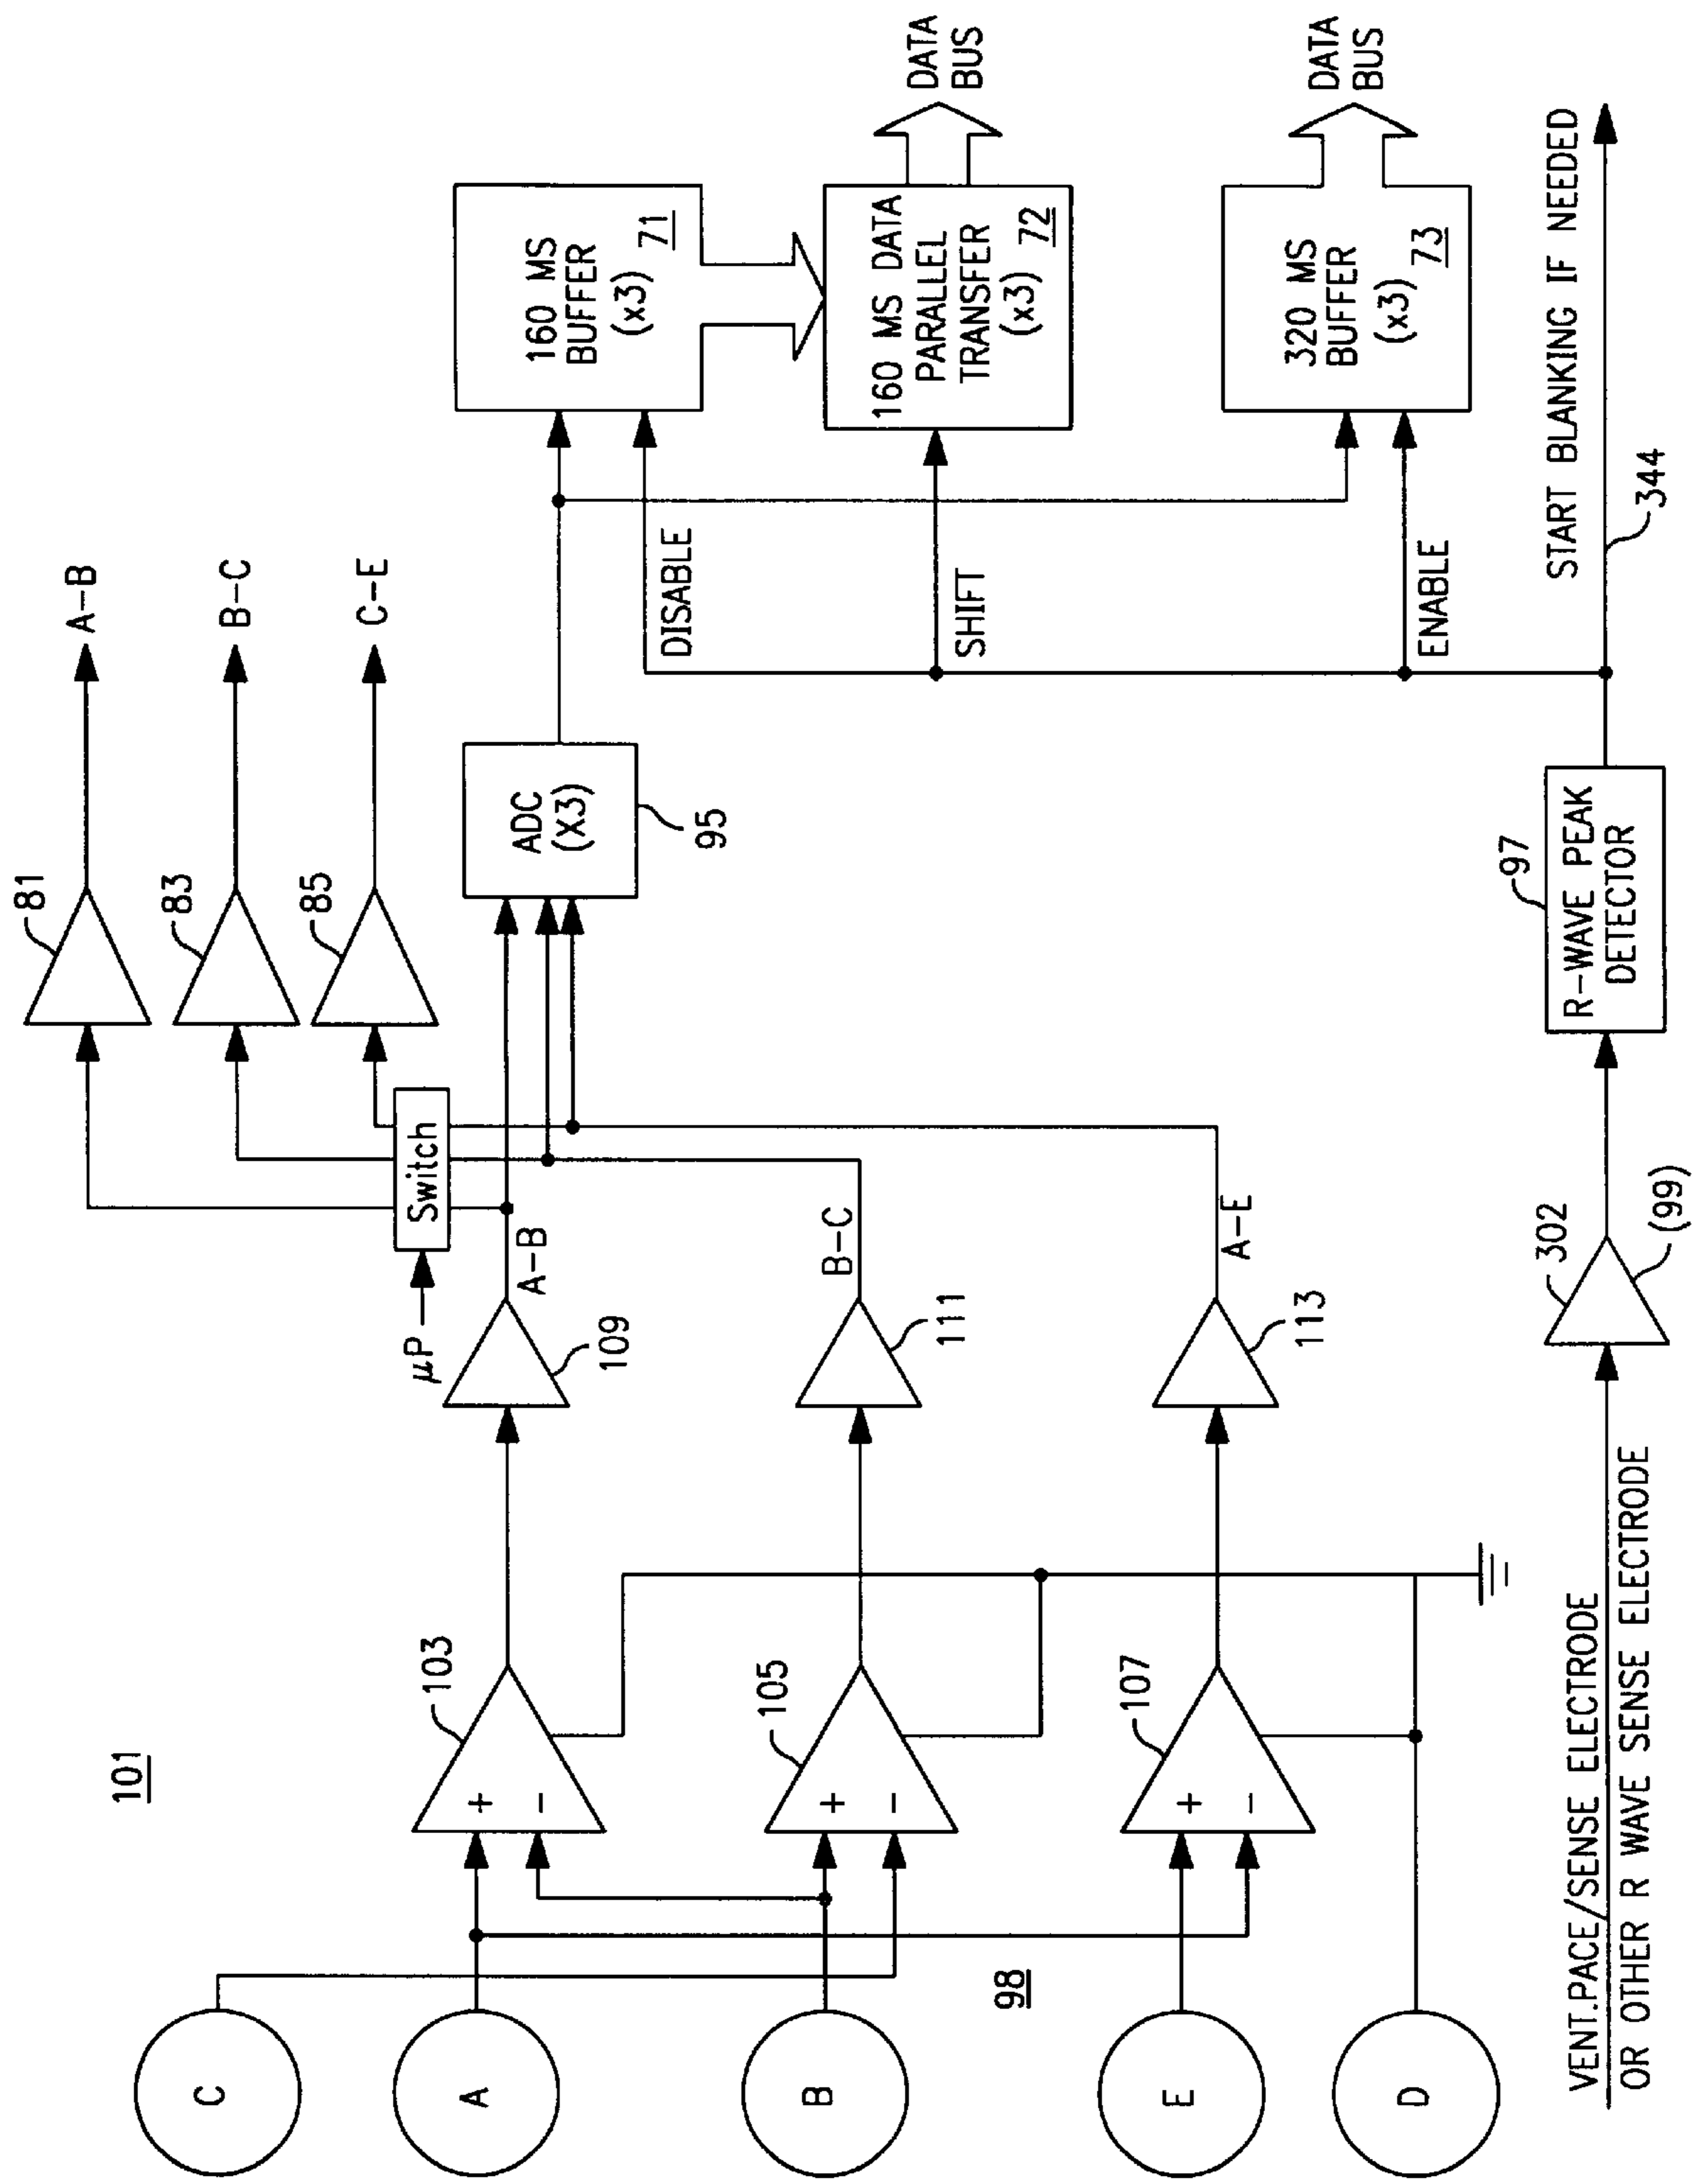 101
C
A
B
E
D
98
+
-
103
+
-
105
+
-
107
109
111
113
A-B
B-C
A-E
μP
Switch
81
83
85
A-B
B-C
C-E
ADC
(X3)
95
DISABLE
SHIFT
ENABLE
160 MS
BUFFER
(x3) 71
160 MS DATA
PARALLEL
TRANSFER
(x3) 72
320 MS
BUFFER
(x3) 73
DATA
BUS
DATA
BUS
VENT.PACE/SENSE ELECTRODE
OR OTHER R WAVE SENSE ELECTRODE
302
(99)
97
R-WAVE PEAK
DETECTOR
START BLANKING IF NEEDED
344